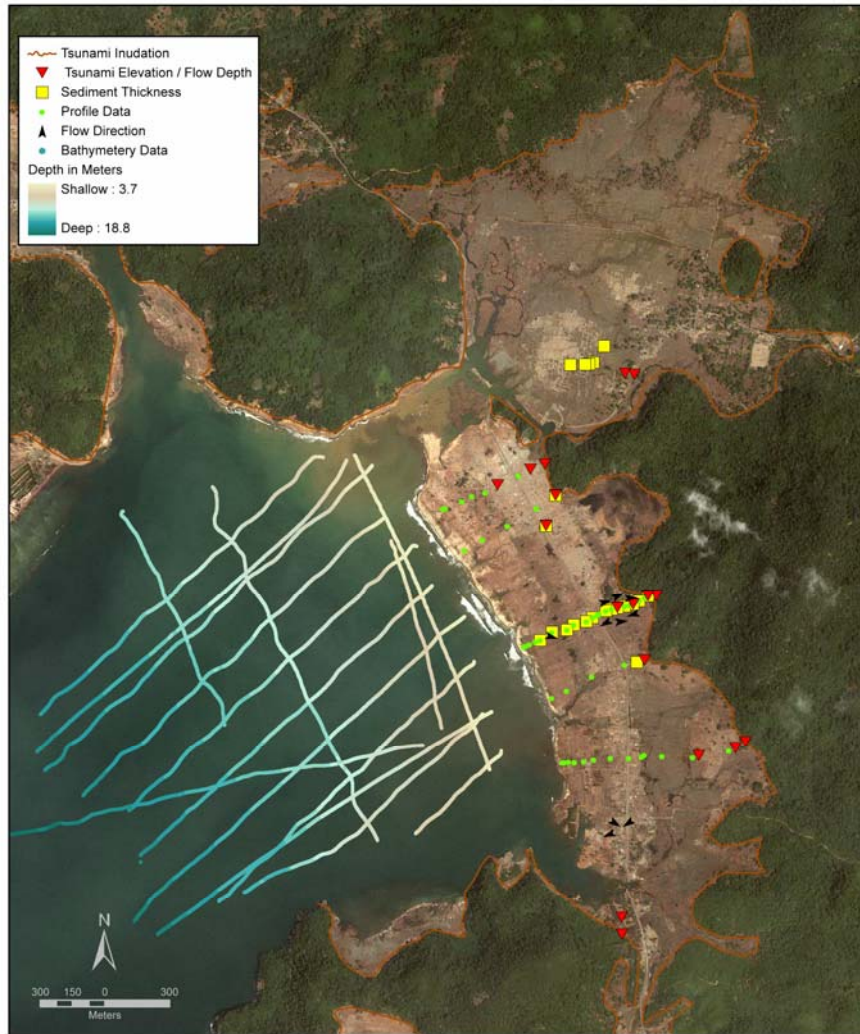 Tsunami Inudation
Tsunami Elevation / Flow Depth
Sediment Thickness
Profile Data
Flow Direction
Bathymetery Data
Depth in Meters
Shallow : 3.7
Deep : 18.8
N
300 150 0 300
Meters